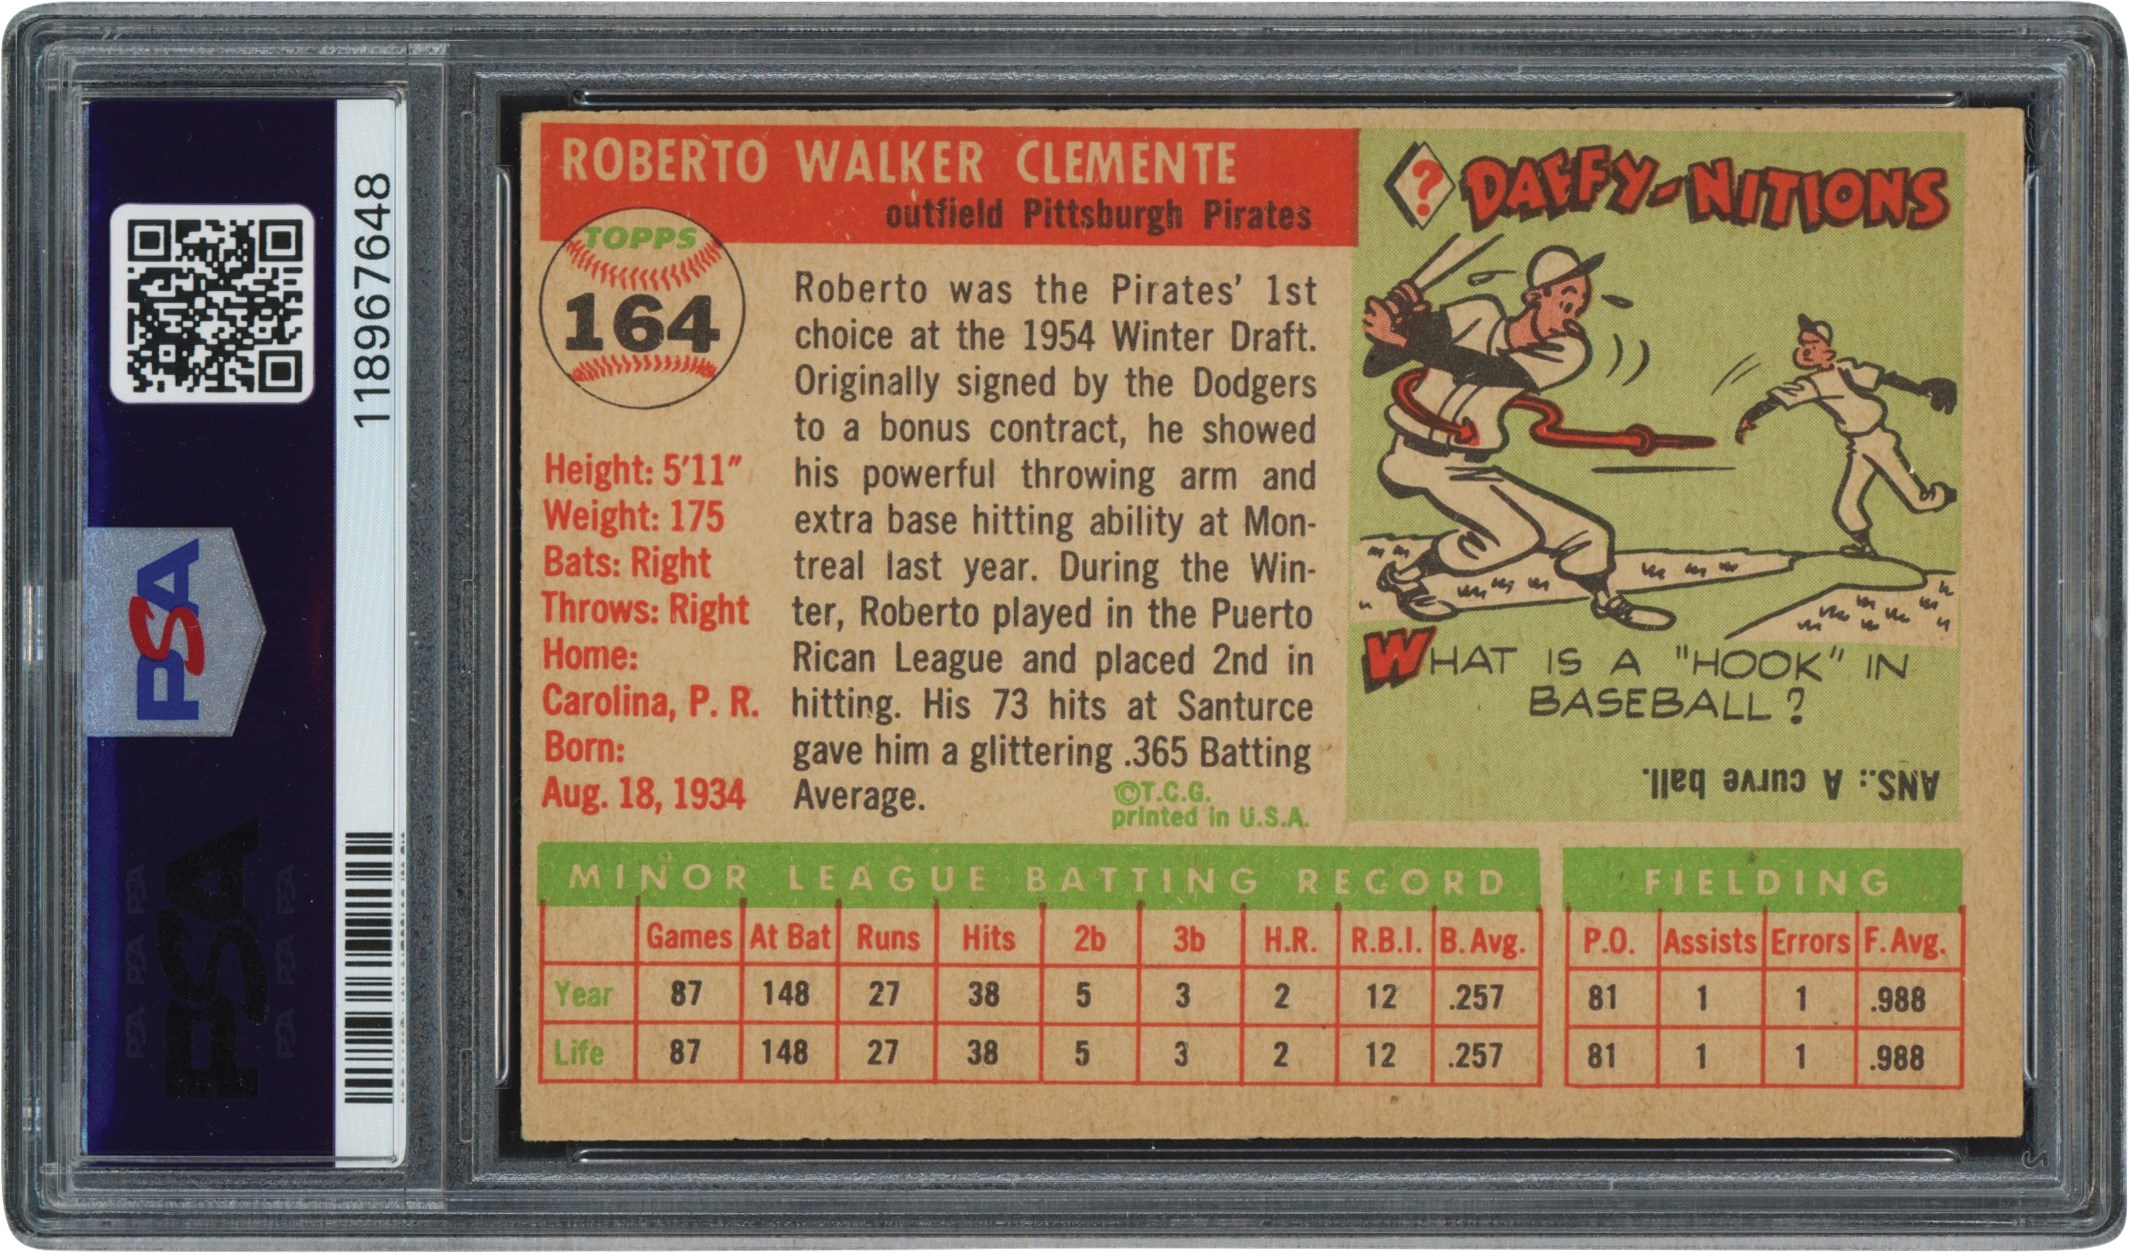 118967648
PSA
PSA
PSA PSA PSA
PSA PSA PSA
ROBERTO WALKER CLEMENTE
outfield Pittsburgh Pirates
TOPPS
164
Height: 5'11"
Weight: 175
Bats: Right
Throws: Right
Home:
Carolina, P. R.
Born:
Aug. 18, 1934
Roberto was the Pirates' 1st
choice at the 1954 Winter Draft.
Originally signed by the Dodgers
to a bonus contract, he showed
his powerful throwing arm and
extra base hitting ability at Mon-
treal last year. During the Win-
ter, Roberto played in the Puerto
Rican League and placed 2nd in
hitting. His 73 hits at Santurce
gave him a glittering .365 Batting
Average.
©T.C.G.
printed in U.S.A.
? DAFFY-NITIONS
WHAT IS A "HOOK" IN
BASEBALL?
ANS.: A curve ball.
MINOR LEAGUE BATTING RECORD
Games At Bat Runs Hits 2b 3b H.R. R.B.I. B. Avg.
Year 87 148 27 38 5 3 2 12 .257
Life 87 148 27 38 5 3 2 12 .257
FIELDING
P.O. Assists Errors F. Avg.
81 1 1 .988
81 1 1 .988